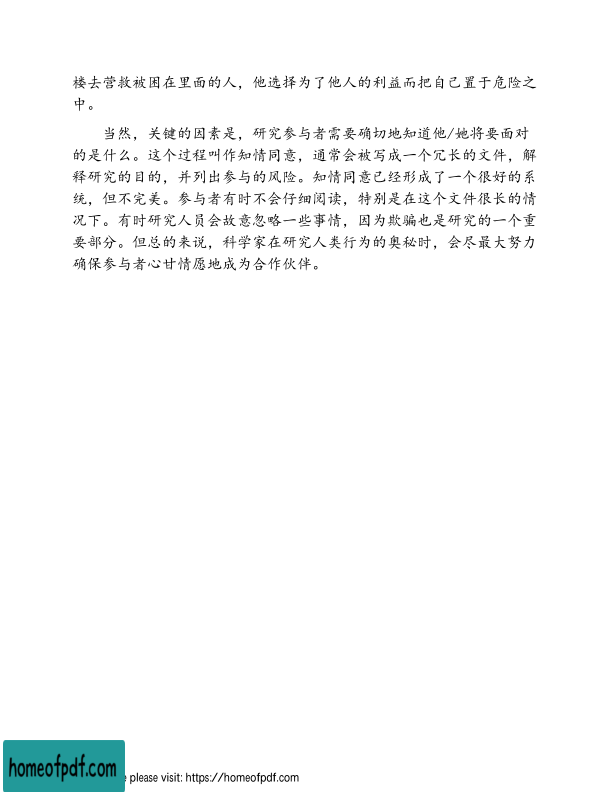 楼去营救被困在里面的人，他选择为了他人的利益而把自己置于危险之
中。
当然，关键的因素是，研究参与者需要确切地知道他/她将要面对
的是什么。这个过程叫作知情同意，通常会被写成一个冗长的文件，解
释研究的目的，并列出参与的风险。知情同意已经形成了一个很好的系
统，但不完美。参与者有时不会仔细阅读，特别是在这个文件很长的情
况下。有时研究人员会故意忽略一些事情，因为欺骗也是研究的一个重
要部分。但总的来说，科学家在研究人类行为的奥秘时，会尽最大努力
确保参与者心甘情愿地成为合作伙伴。
homeofpdf.com
please visit: https://homeofpdf.com